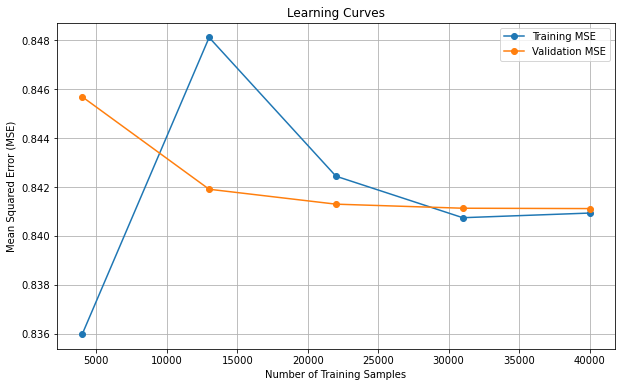 Learning Curves
Training MSE
Validation MSE
0.848
0.846
0.844
0.842
0.840
0.838
0.836
Mean Squared Error (MSE)
5000 10000 15000 20000 25000 30000 35000 40000
Number of Training Samples